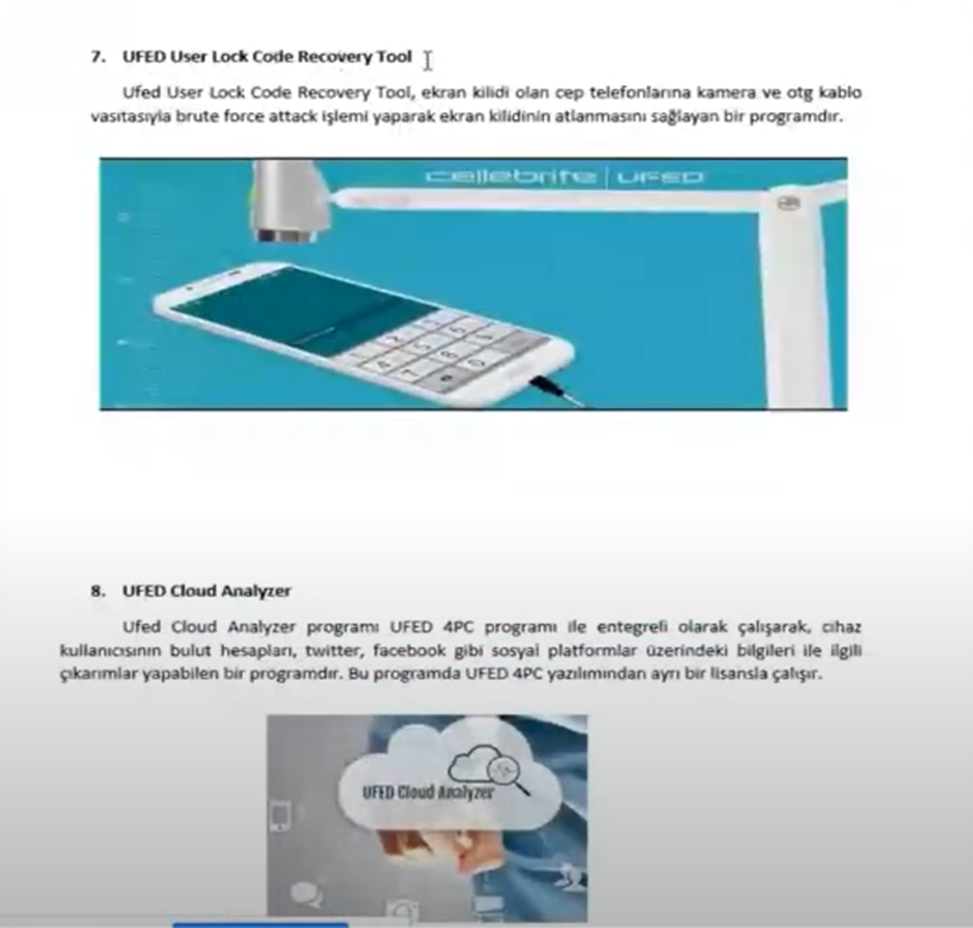 7. UFED User Lock Code Recovery Tool
Ufed User Lock Code Recovery Tool, ekran kilidi olan cep telefonlarına kamera ve otg kablo
vasıtasıyla brute force attack işlemi yaparak ekran kilidinin atlanmasını sağlayan bir programdır.
cellebrite | UFED
8. UFED Cloud Analyzer
Ufed Cloud Analyzer programı UFED 4PC programı ile entegreli olarak çalışarak, cihaz
kullanıcısının bulut hesapları, twitter, facebook gibi sosyal platformlar üzerindeki bilgileri ile ilgili
çıkarımlar yapabilen bir programdır. Bu programda UFED 4PC yazılımından ayrı bir lisansla çalışır.
UFED Cloud Analyzer